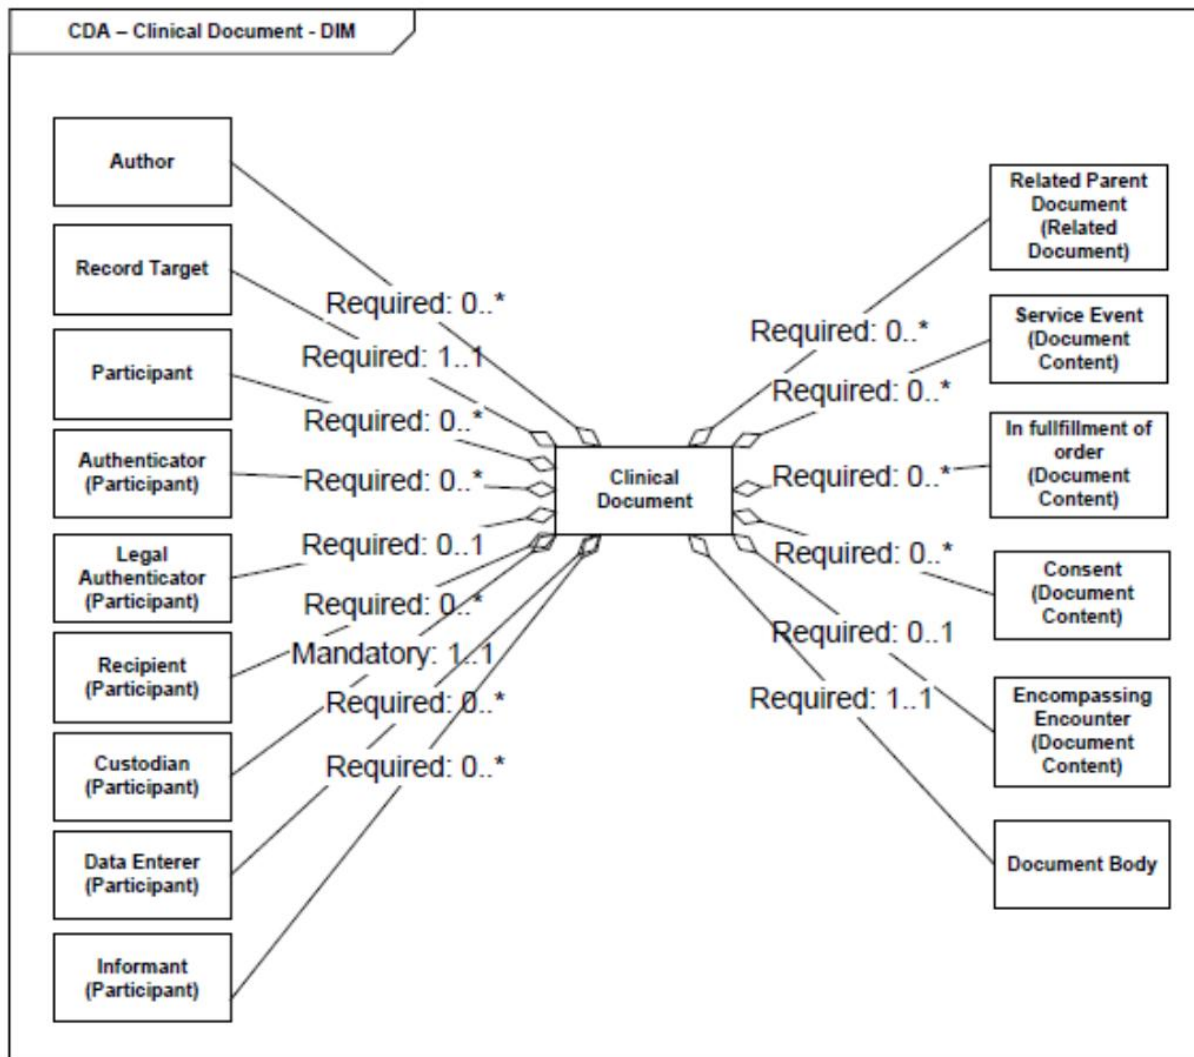 CDA – Clinical Document - DIM
Author
Record Target
Participant
Authenticator
(Participant)
Legal
Authenticator
(Participant)
Recipient
(Participant)
Custodian
(Participant)
Data Enterer
(Participant)
Informant
(Participant)
Required: 0..*
Required: 1..1
Required: 0..*
Required: 0..*
Required: 0..1
Required: 0..*
Mandatory: 1..1
Required: 0..*
Required: 0..*
Clinical
Document
Required: 0..*
Required: 0..*
Required: 0..*
Required: 0..*
Required: 0..1
Required: 1..1
Related Parent
Document
(Related
Document)
Service Event
(Document
Content)
In fullfillment of
order
(Document
Content)
Consent
(Document
Content)
Encompassing
Encounter
(Document
Content)
Document Body